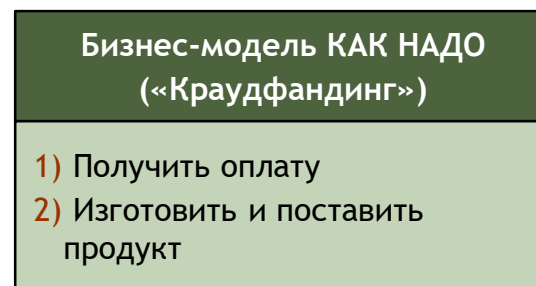 Бизнес-модель КАК НАДО
(«Краудфандинг»)
1) Получить оплату
2) Изготовить и поставить
продукт